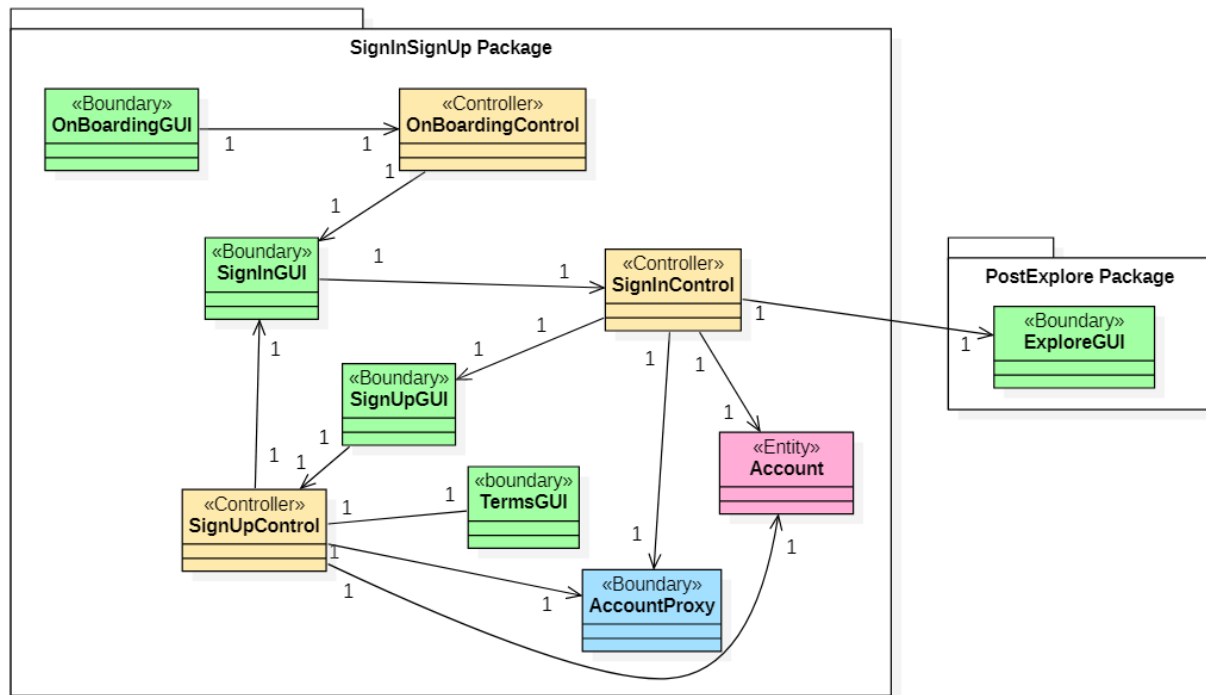 SignInSignUp Package
«Boundary»
OnBoardingGUI
1
1
«Controller»
OnBoardingControl
1
1
«Boundary»
SignInGUI
1
1
«Controller»
SignInControl
1
1
PostExplore Package
«Boundary»
ExploreGUI
1
1
«Boundary»
SignUpGUI
1
1
1
1
1
1
1
1
«Entity»
Account
«Controller»
SignUpControl
1
1
«boundary»
TermsGUI
1
1
1
1
«Boundary»
AccountProxy